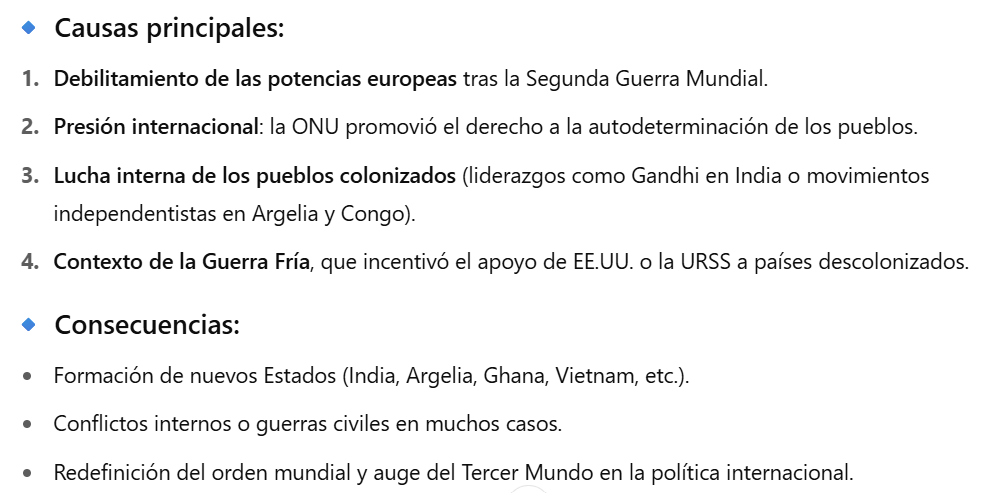 Causas principales:
1. Debilitamiento de las potencias europeas tras la Segunda Guerra Mundial.
2. Presión internacional: la ONU promovió el derecho a la autodeterminación de los pueblos.
3. Lucha interna de los pueblos colonizados (liderazgos como Gandhi en India o movimientos
independentistas en Argelia y Congo).
4. Contexto de la Guerra Fría, que incentivó el apoyo de EE.UU. o la URSS a países descolonizados.
Consecuencias:
• Formación de nuevos Estados (India, Argelia, Ghana, Vietnam, etc.).
• Conflictos internos o guerras civiles en muchos casos.
• Redefinición del orden mundial y auge del Tercer Mundo en la política internacional.